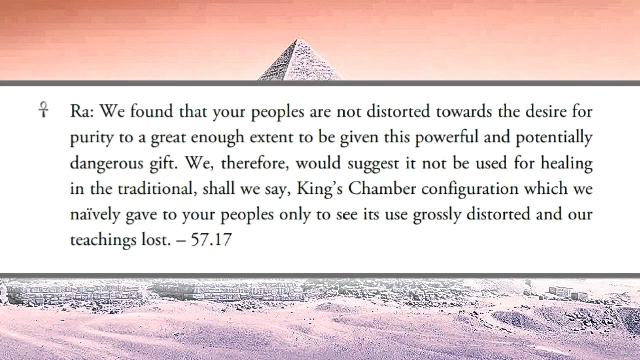 Ra: We found that your peoples are not distorted towards the desire for
purity to a great enough extent to be given this powerful and potentially
dangerous gift. We, therefore, would suggest it not be used for healing
in the traditional, shall we say, King’s Chamber configuration which we
naïvely gave to your peoples only to see its use grossly distorted and our
teachings lost. – 57.17